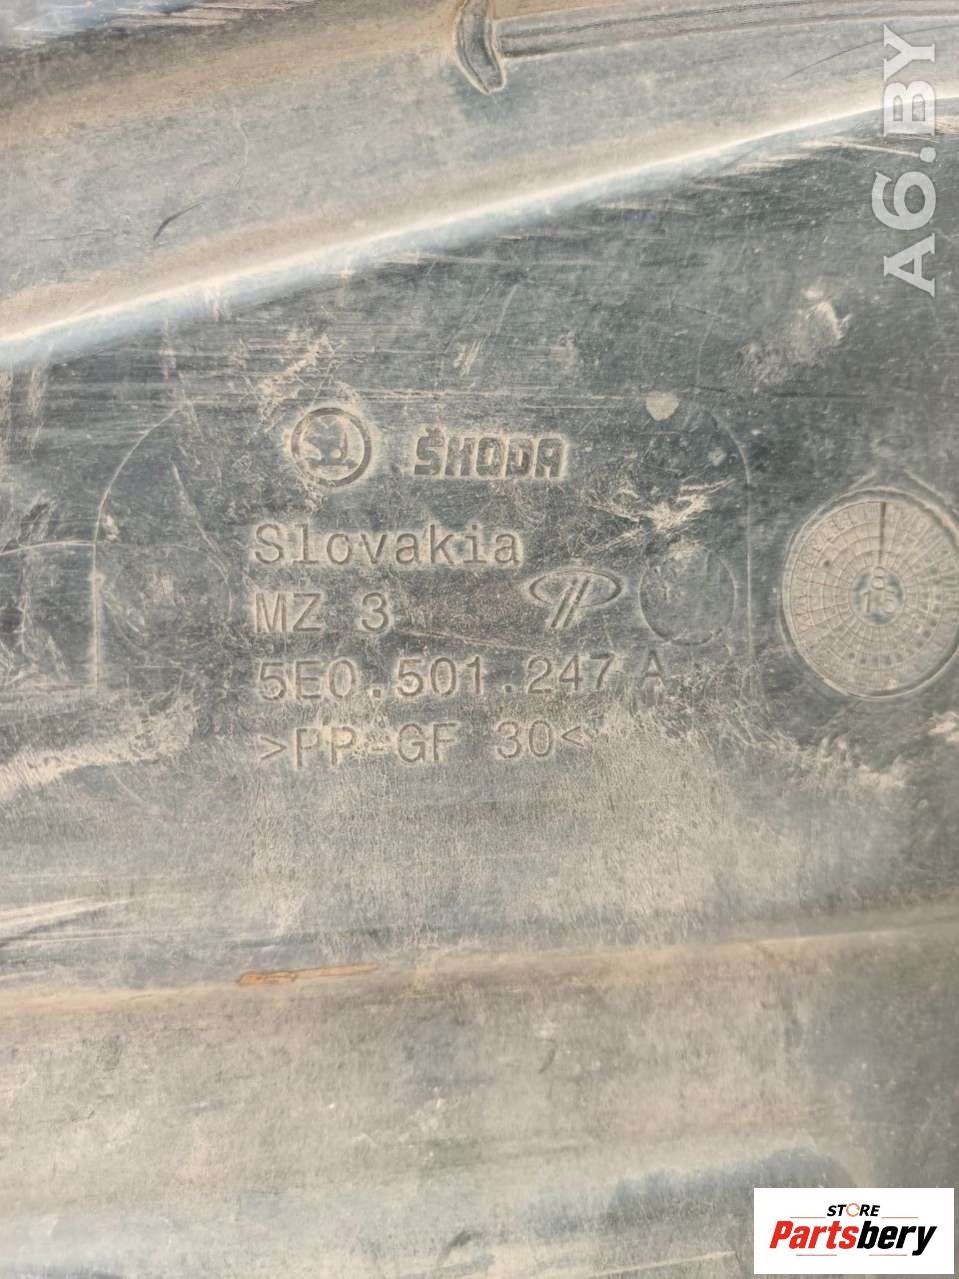 A6.BY
ŠKODA
Slovakia
MZ 3
5E0.501.247 A
>PP-GF 30<
STORE
Partsbery